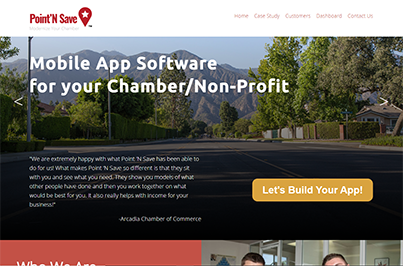 Point'N Save
Home Case Study Customers Dashboard Contact Us
Mobile App Software
for your Chamber/Non-Profit
< >
"We are extremely happy with what Point 'N Save has been able to
do for us! What makes Point 'N Save so different is that they sit
with you and see what you need. They show you models of what
other people have done and then you work together on what
would be best for you. It also really helps with income for your
business!"
-Arcadia Chamber of Commerce
Let's Build Your App!
Who We Are